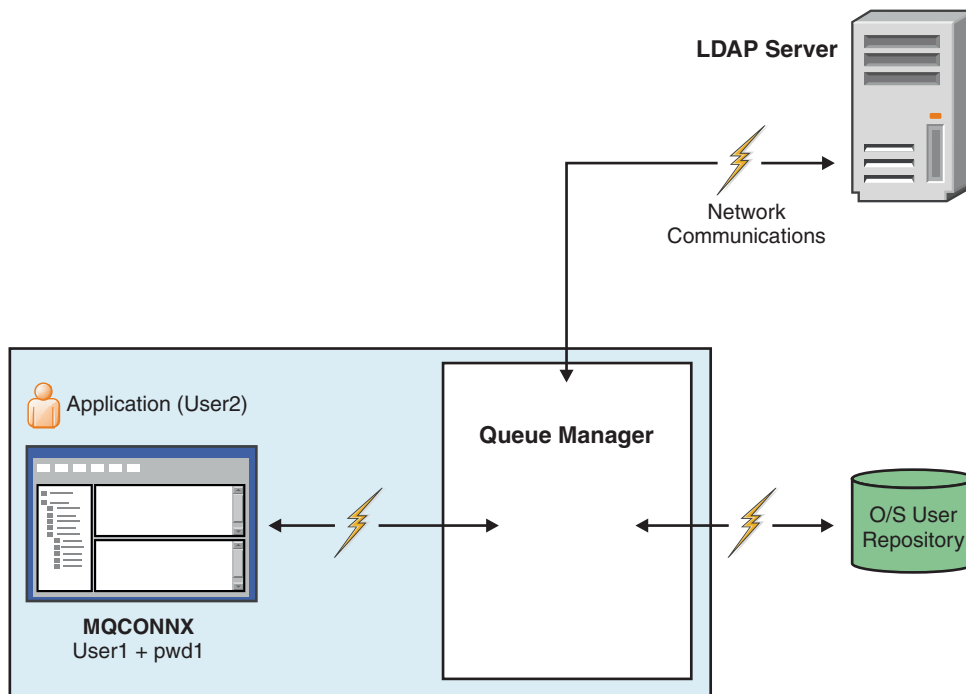 LDAP Server
Network
Communications
Application (User2)
Queue Manager
O/S User
Repository
MQCONNX
User1 + pwd1